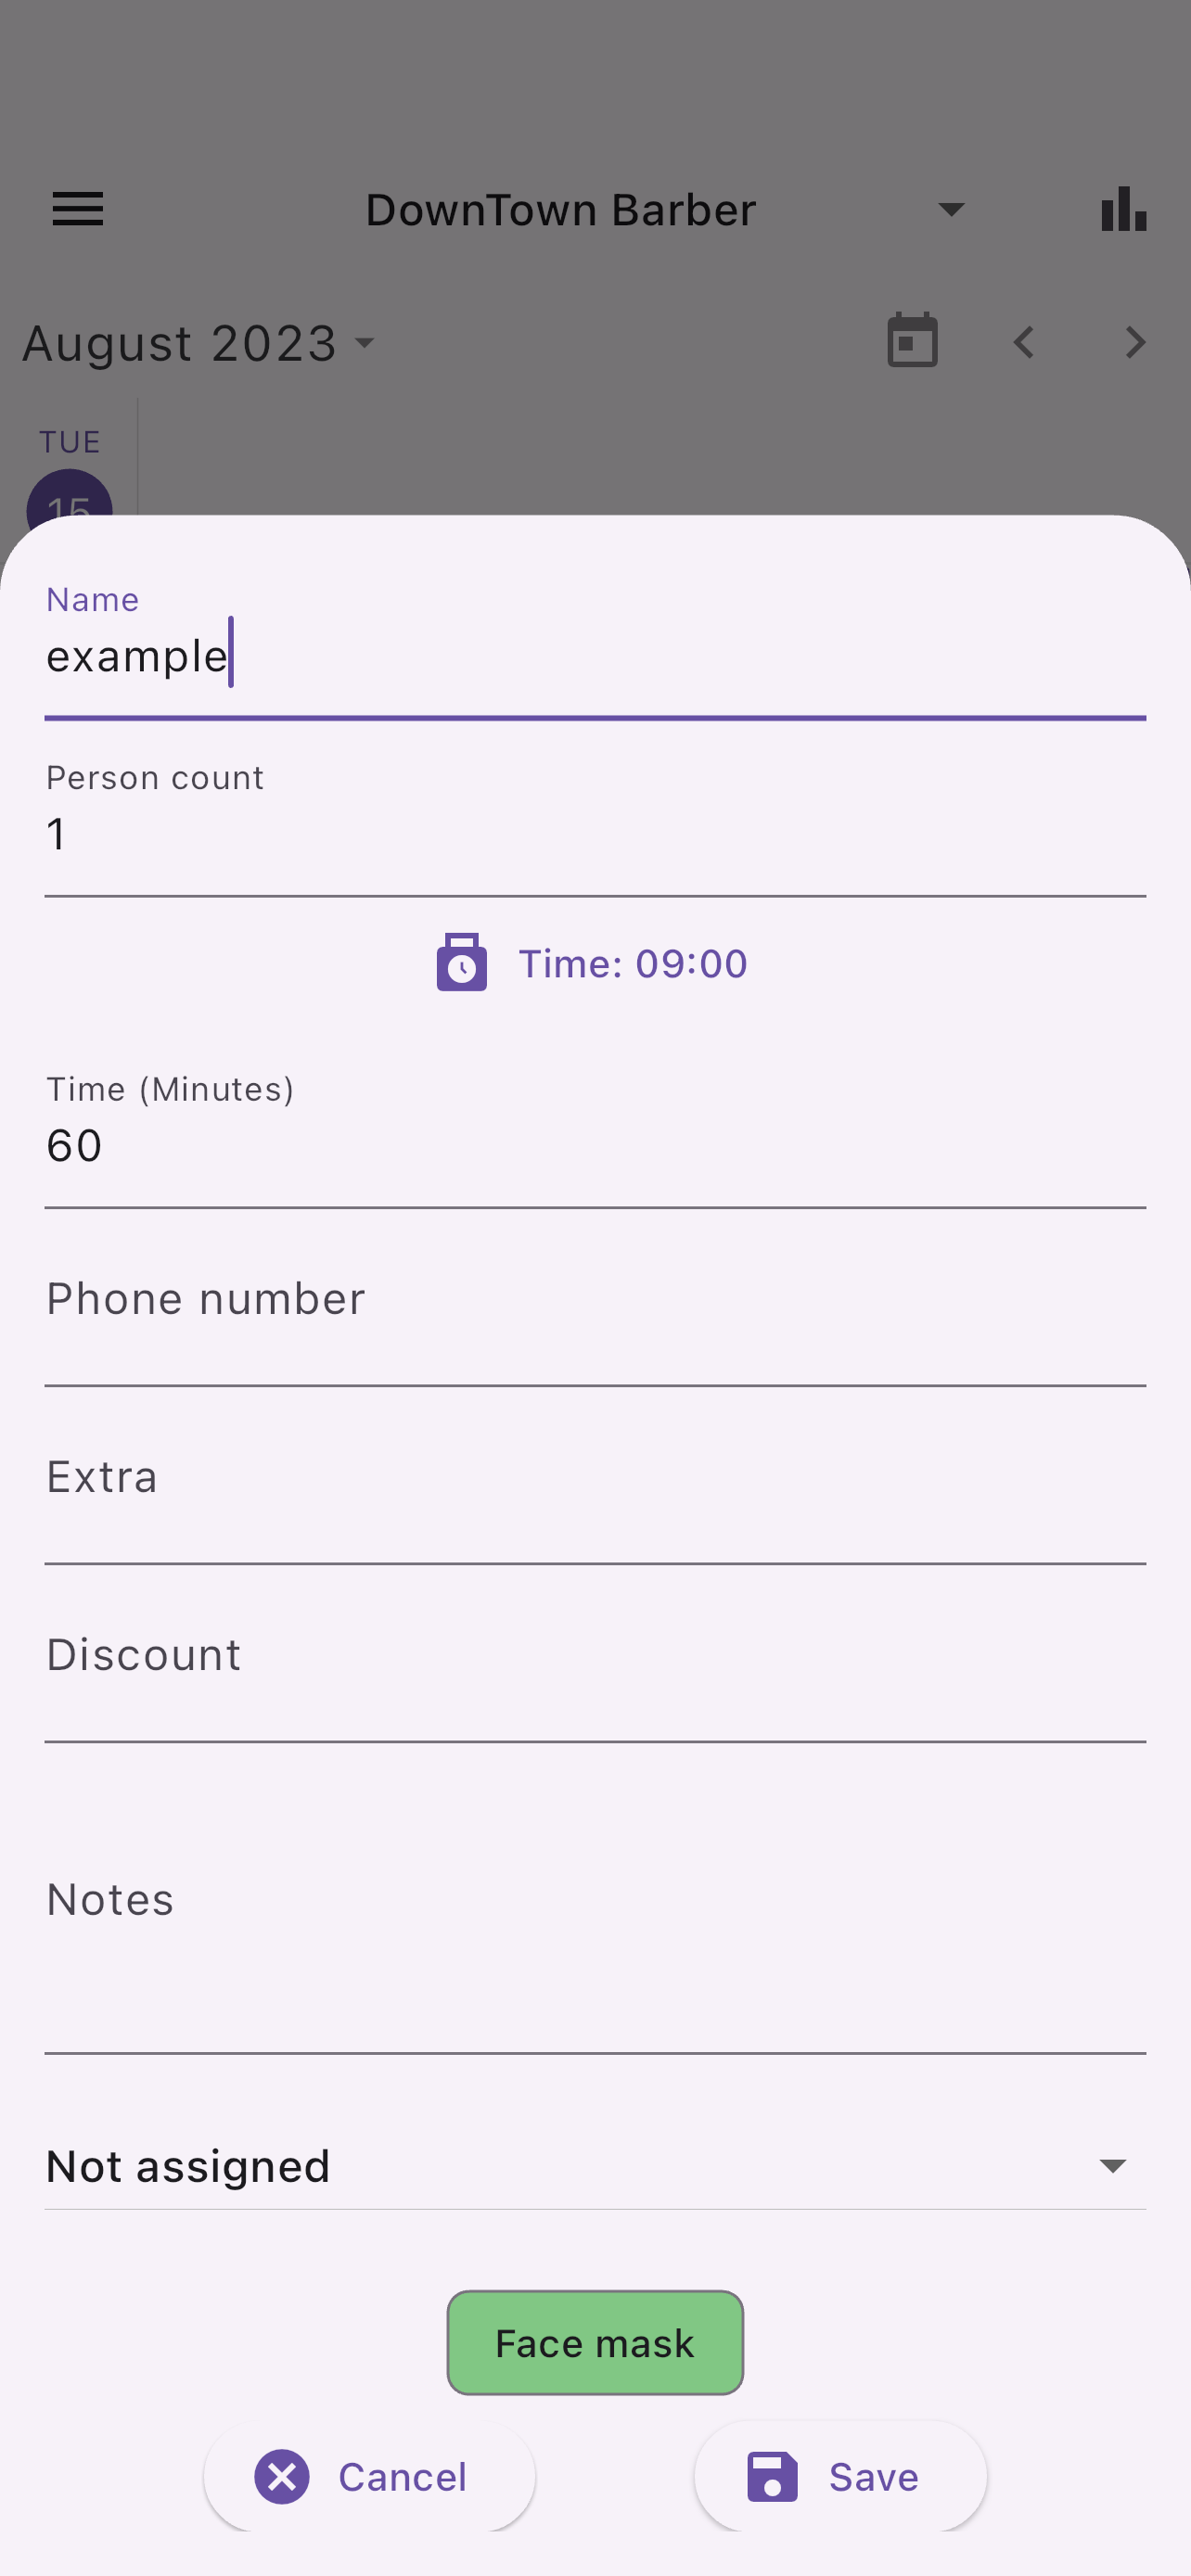 DownTown Barber
August 2023
TUE
15
Name
example
Person count
1
Time: 09:00
Time (Minutes)
60
Phone number
Extra
Discount
Notes
Not assigned
Face mask
Cancel
Save